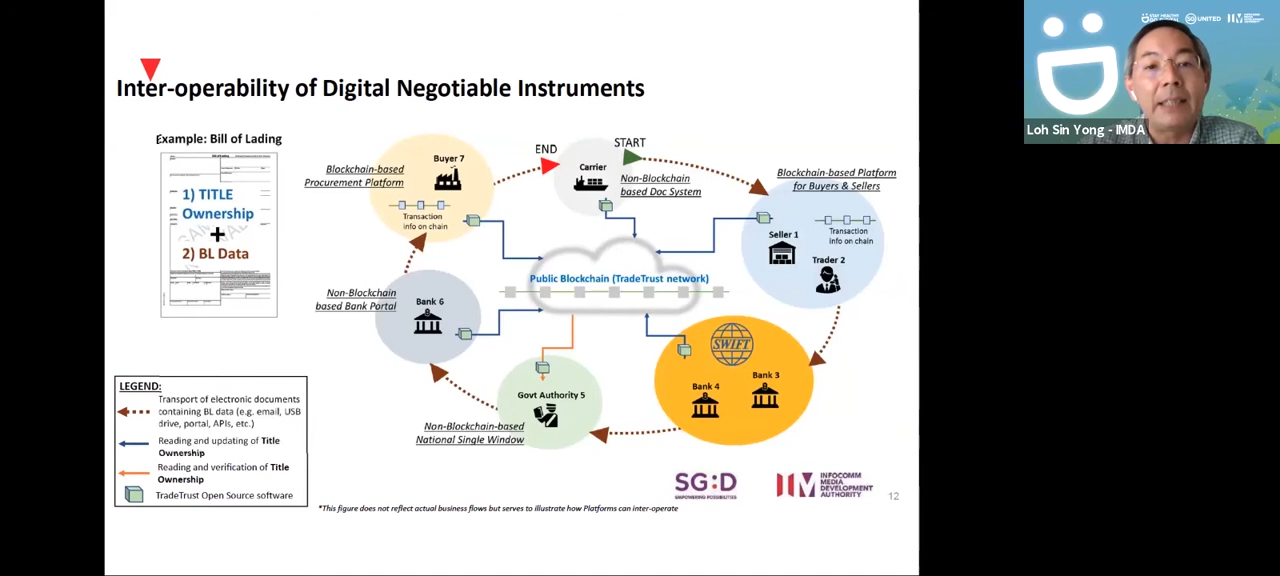 Inter-operability of Digital Negotiable Instruments
Example: Bill of Lading
1) TITLE
Ownership
+
2) BL Data
Blockchain-based
Procurement Platform
Buyer 7
Transaction
info on chain
END
START
Carrier
Non-Blockchain
based Doc System
Blockchain-based Platform
for Buyers & Sellers
Seller 1
Transaction
info on chain
Trader 2
Public Blockchain (TradeTrust network)
Non-Blockchain
based Bank Portal
Bank 6
SWIFT
Bank 3
Bank 4
Govt Authority 5
Non-Blockchain-based
National Single Window
LEGEND:
Transport of electronic documents
containing BL data (e.g. email, USB
drive, portal, APIs, etc.)
Reading and updating of Title
Ownership
Reading and verification of Title
Ownership
TradeTrust Open Source software
*This figure does not reflect actual business flows but serves to illustrate how Platforms can inter-operate
SG:D
EMPOWERING POSSIBILITIES
INFOCOMM
MEDIA
DEVELOPMENT
AUTHORITY
12
SG UNITED
Loh Sin Yong - IMDA